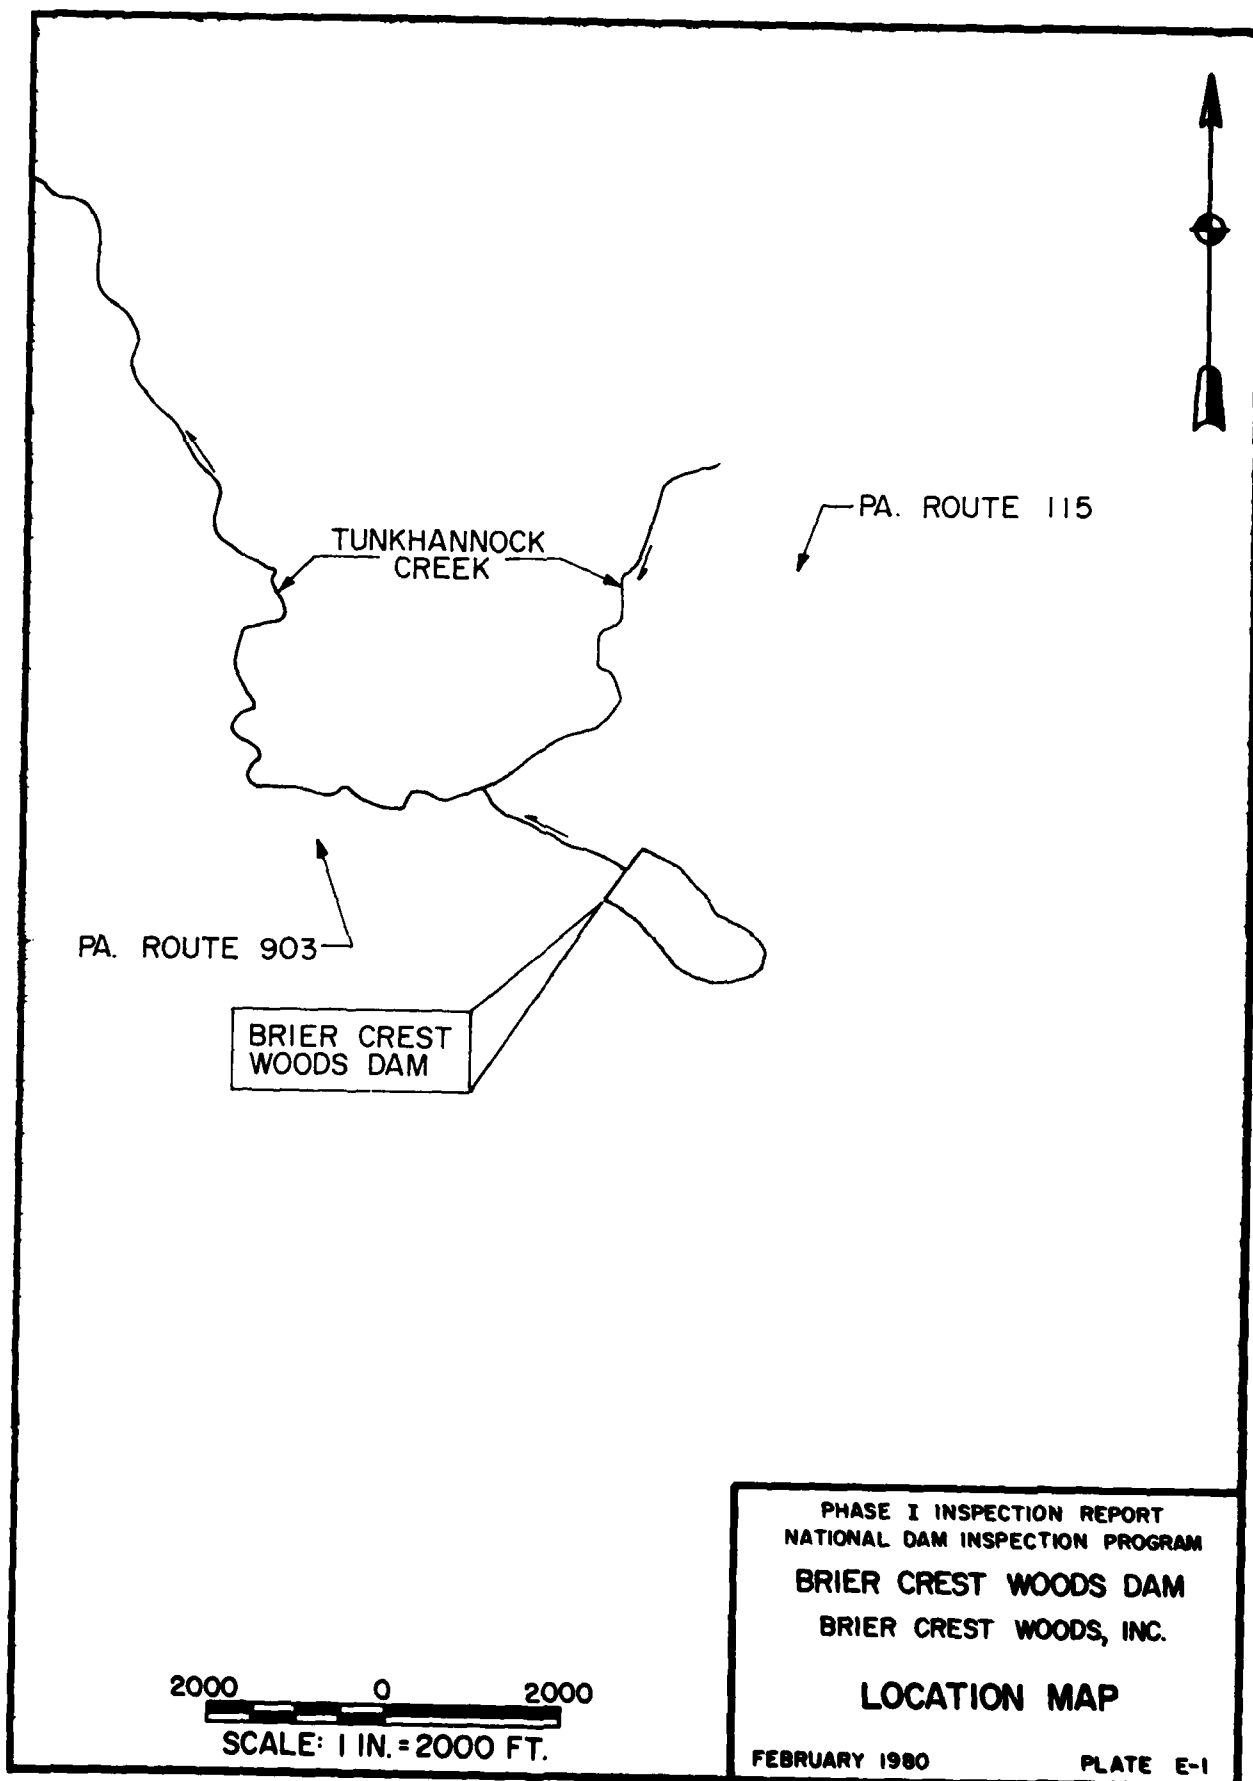 PA. ROUTE 115
TUNKHANNOCK
CREEK
PA. ROUTE 903
BRIER CREST
WOODS DAM
PHASE I INSPECTION REPORT
NATIONAL DAM INSPECTION PROGRAM
BRIER CREST WOODS DAM
BRIER CREST WOODS, INC.
LOCATION MAP
FEBRUARY 1980 PLATE E-1
2000 0 2000
SCALE: 1 IN. = 2000 FT.